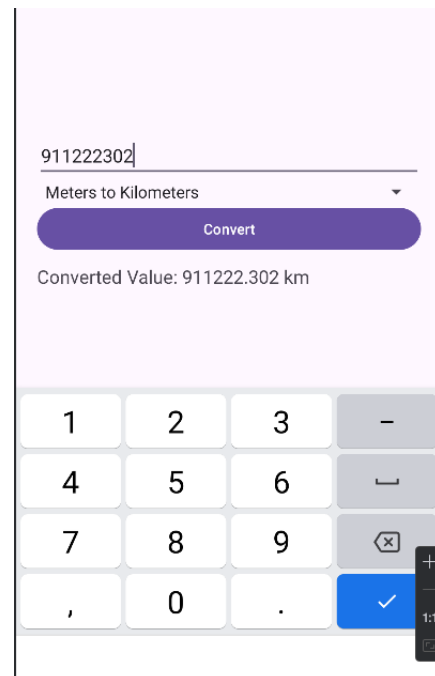 911222302
Meters to Kilometers
Convert
Converted Value: 911222.302 km
1 2 3 –
4 5 6
7 8 9
, 0 .